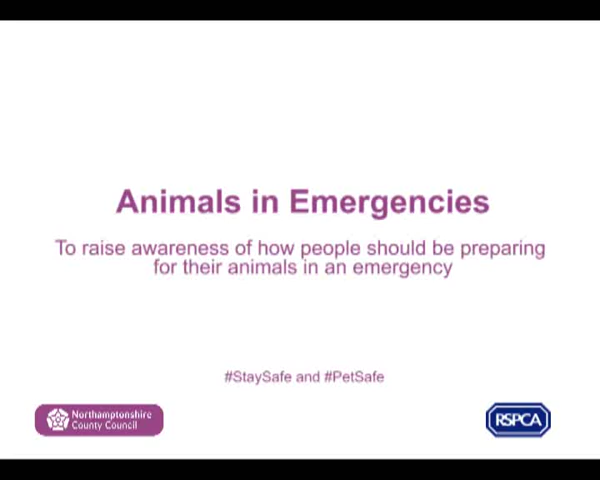 Animals in Emergencies
To raise awareness of how people should be preparing
for their animals in an emergency
#StaySafe and #PetSafe
Northamptonshire
County Council
RSPCA